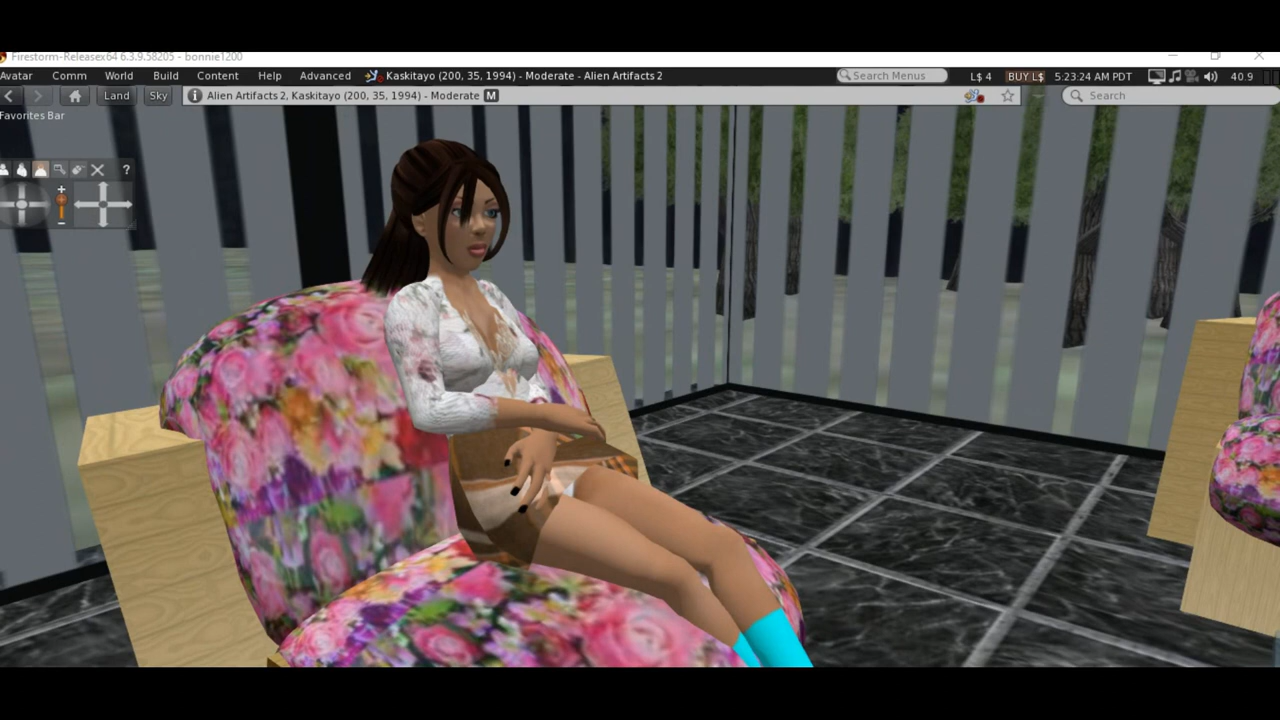 Firestorm-Releasex64 6.3.9.58205 - bonnie1200
Avatar Comm World Build Content Help Advanced Kaskitayo (200, 35, 1994) - Moderate - Alien Artifacts 2 Search Menus L$ 4 BUY L$ 5:23:24 AM PDT 40.9
Land Sky Alien Artifacts 2, Kaskitayo (200, 35, 1994) - Moderate M Search
Favorites Bar
?